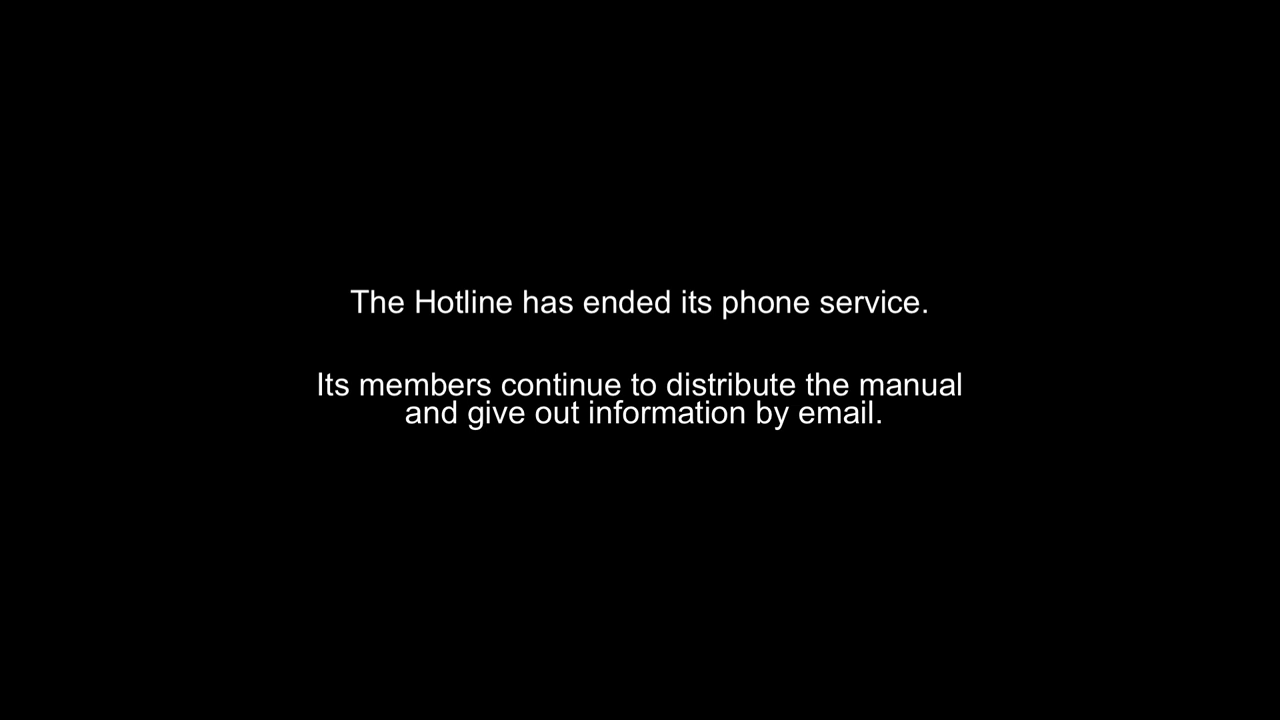 The Hotline has ended its phone service.
Its members continue to distribute the manual
and give out information by email.